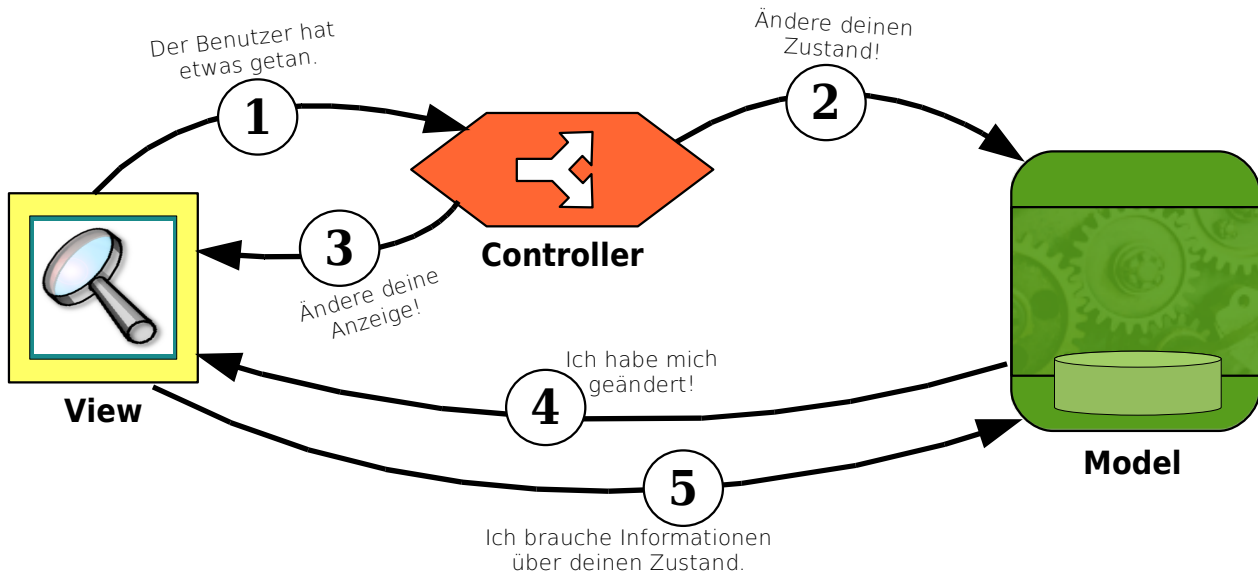 Der Benutzer hat
etwas getan.
1
Ändere deinen
Zustand!
2
3
Ändere deine
Anzeige!
Controller
View
Ich habe mich
geändert!
4
Model
5
Ich brauche Informationen
über deinen Zustand.